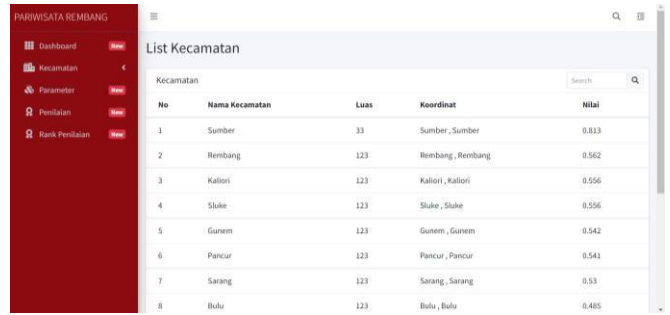 PARIWISATA REMBANG
Dashboard New
Kecamatan
Parameter New
Penilaian New
Rank Penilaian New
List Kecamatan
Kecamatan Search
No Nama Kecamatan Luas Koordinat Nilai
1 Sumber 33 Sumber , Sumber 0.813
2 Rembang 123 Rembang , Rembang 0.562
3 Kaliori 123 Kaliori , Kaliori 0.556
4 Sluke 123 Sluke , Sluke 0.556
5 Gunem 123 Gunem , Gunem 0.542
6 Pancur 123 Pancur , Pancur 0.541
7 Sarang 123 Sarang , Sarang 0.53
8 Bulu 123 Bulu , Bulu 0.485